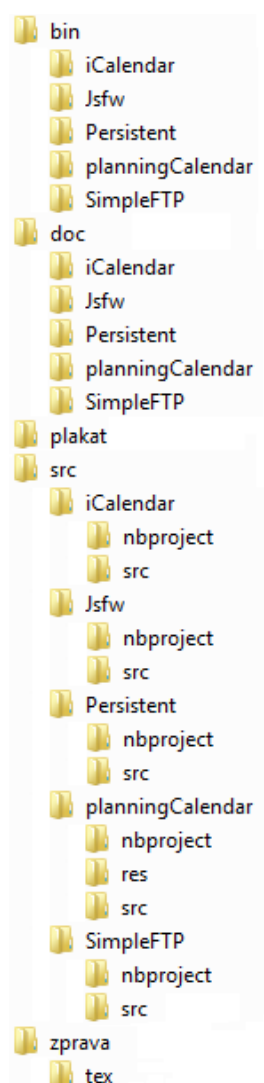 bin
iCalendar
Jsfw
Persistent
planningCalendar
SimpleFTP
doc
iCalendar
Jsfw
Persistent
planningCalendar
SimpleFTP
plakat
src
iCalendar
nbproject
src
Jsfw
nbproject
src
Persistent
nbproject
src
planningCalendar
nbproject
res
src
SimpleFTP
nbproject
src
zprava
tex